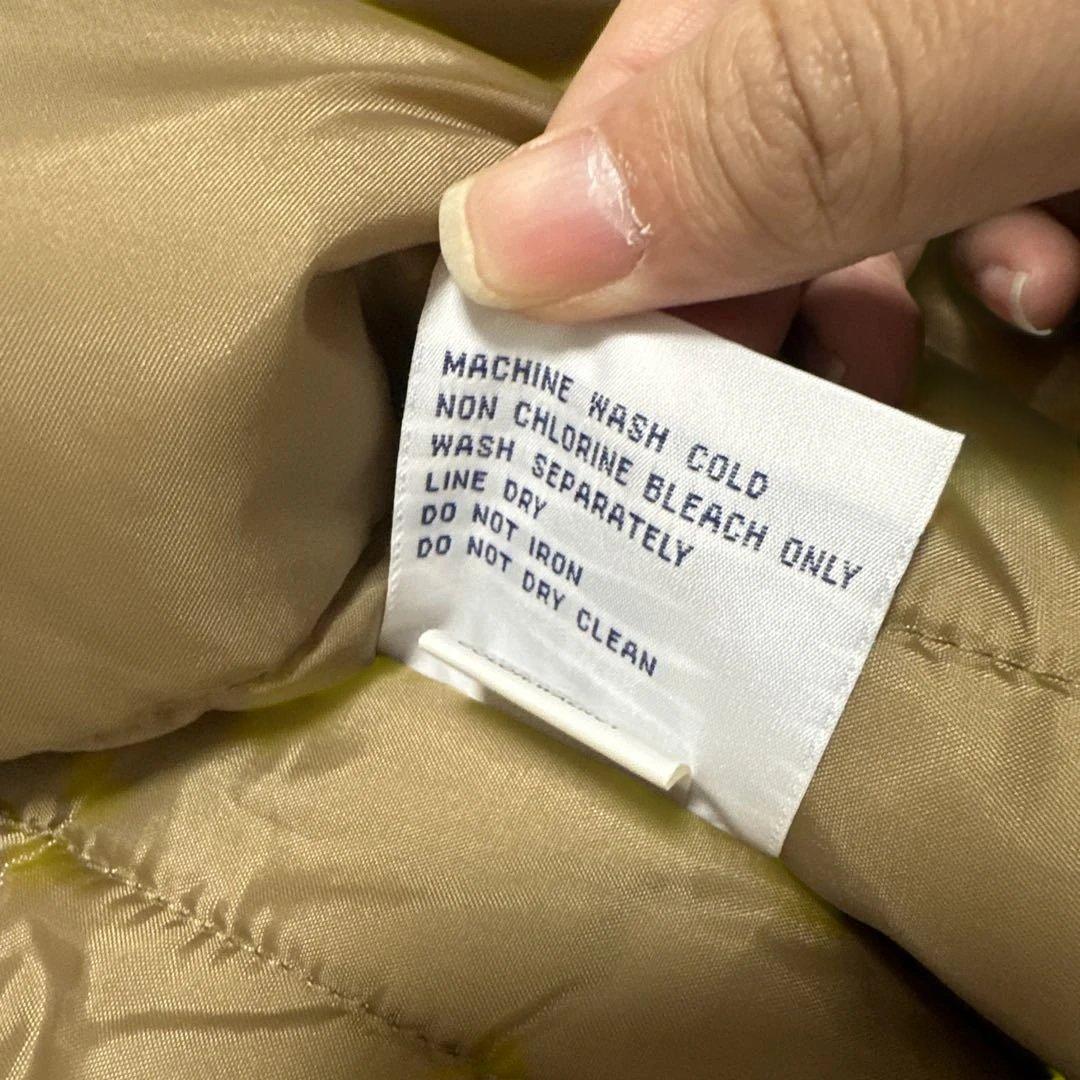 MACHINE WASH COLD
NON CHLORINE BLEACH ONLY
WASH SEPARATELY
LINE DRY
DO NOT IRON
DO NOT DRY CLEAN